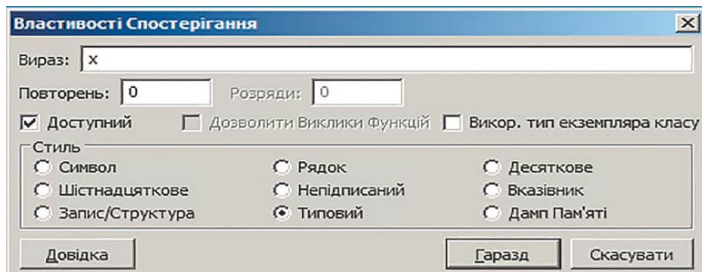 Властивості Спостерігання
Вираз: x
Повторень: 0 Розряди: 0
Доступний Дозволити Виклики Функцій Викор. тип екземпляра класу
Стиль
Символ Рядок Десяткове
Шістнадцяткове Непідписаний Вказівник
Запис/Структура Типовий Дамп Пам'яті
Довідка Гаразд Скасувати